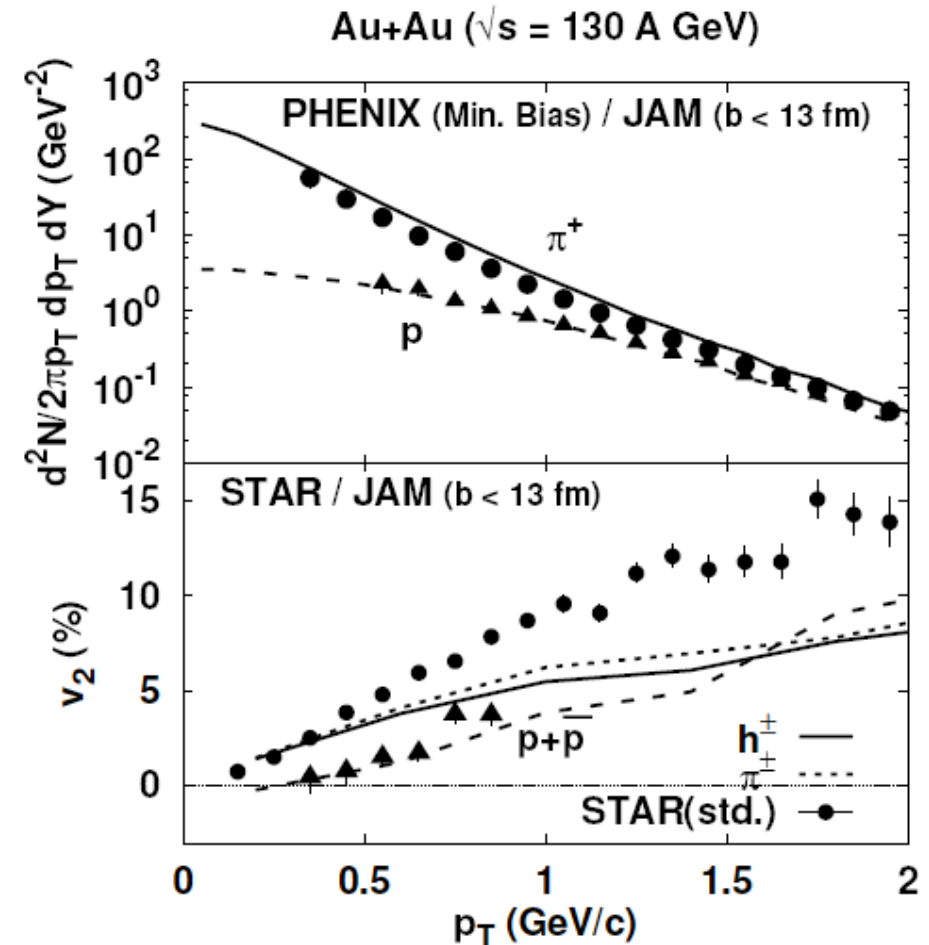 Au+Au (√s = 130 A GeV)
PHENIX (Min. Bias) / JAM (b < 13 fm)
d²N/2πp_T dp_T dY (GeV⁻²)
10³
10²
10¹
10⁰
10⁻¹
10⁻²
π⁺
p
STAR / JAM (b < 13 fm)
v₂ (%)
15
10
5
0
p+p̅
h±
π±
STAR(std.)
0 0.5 1 1.5 2
p_T (GeV/c)